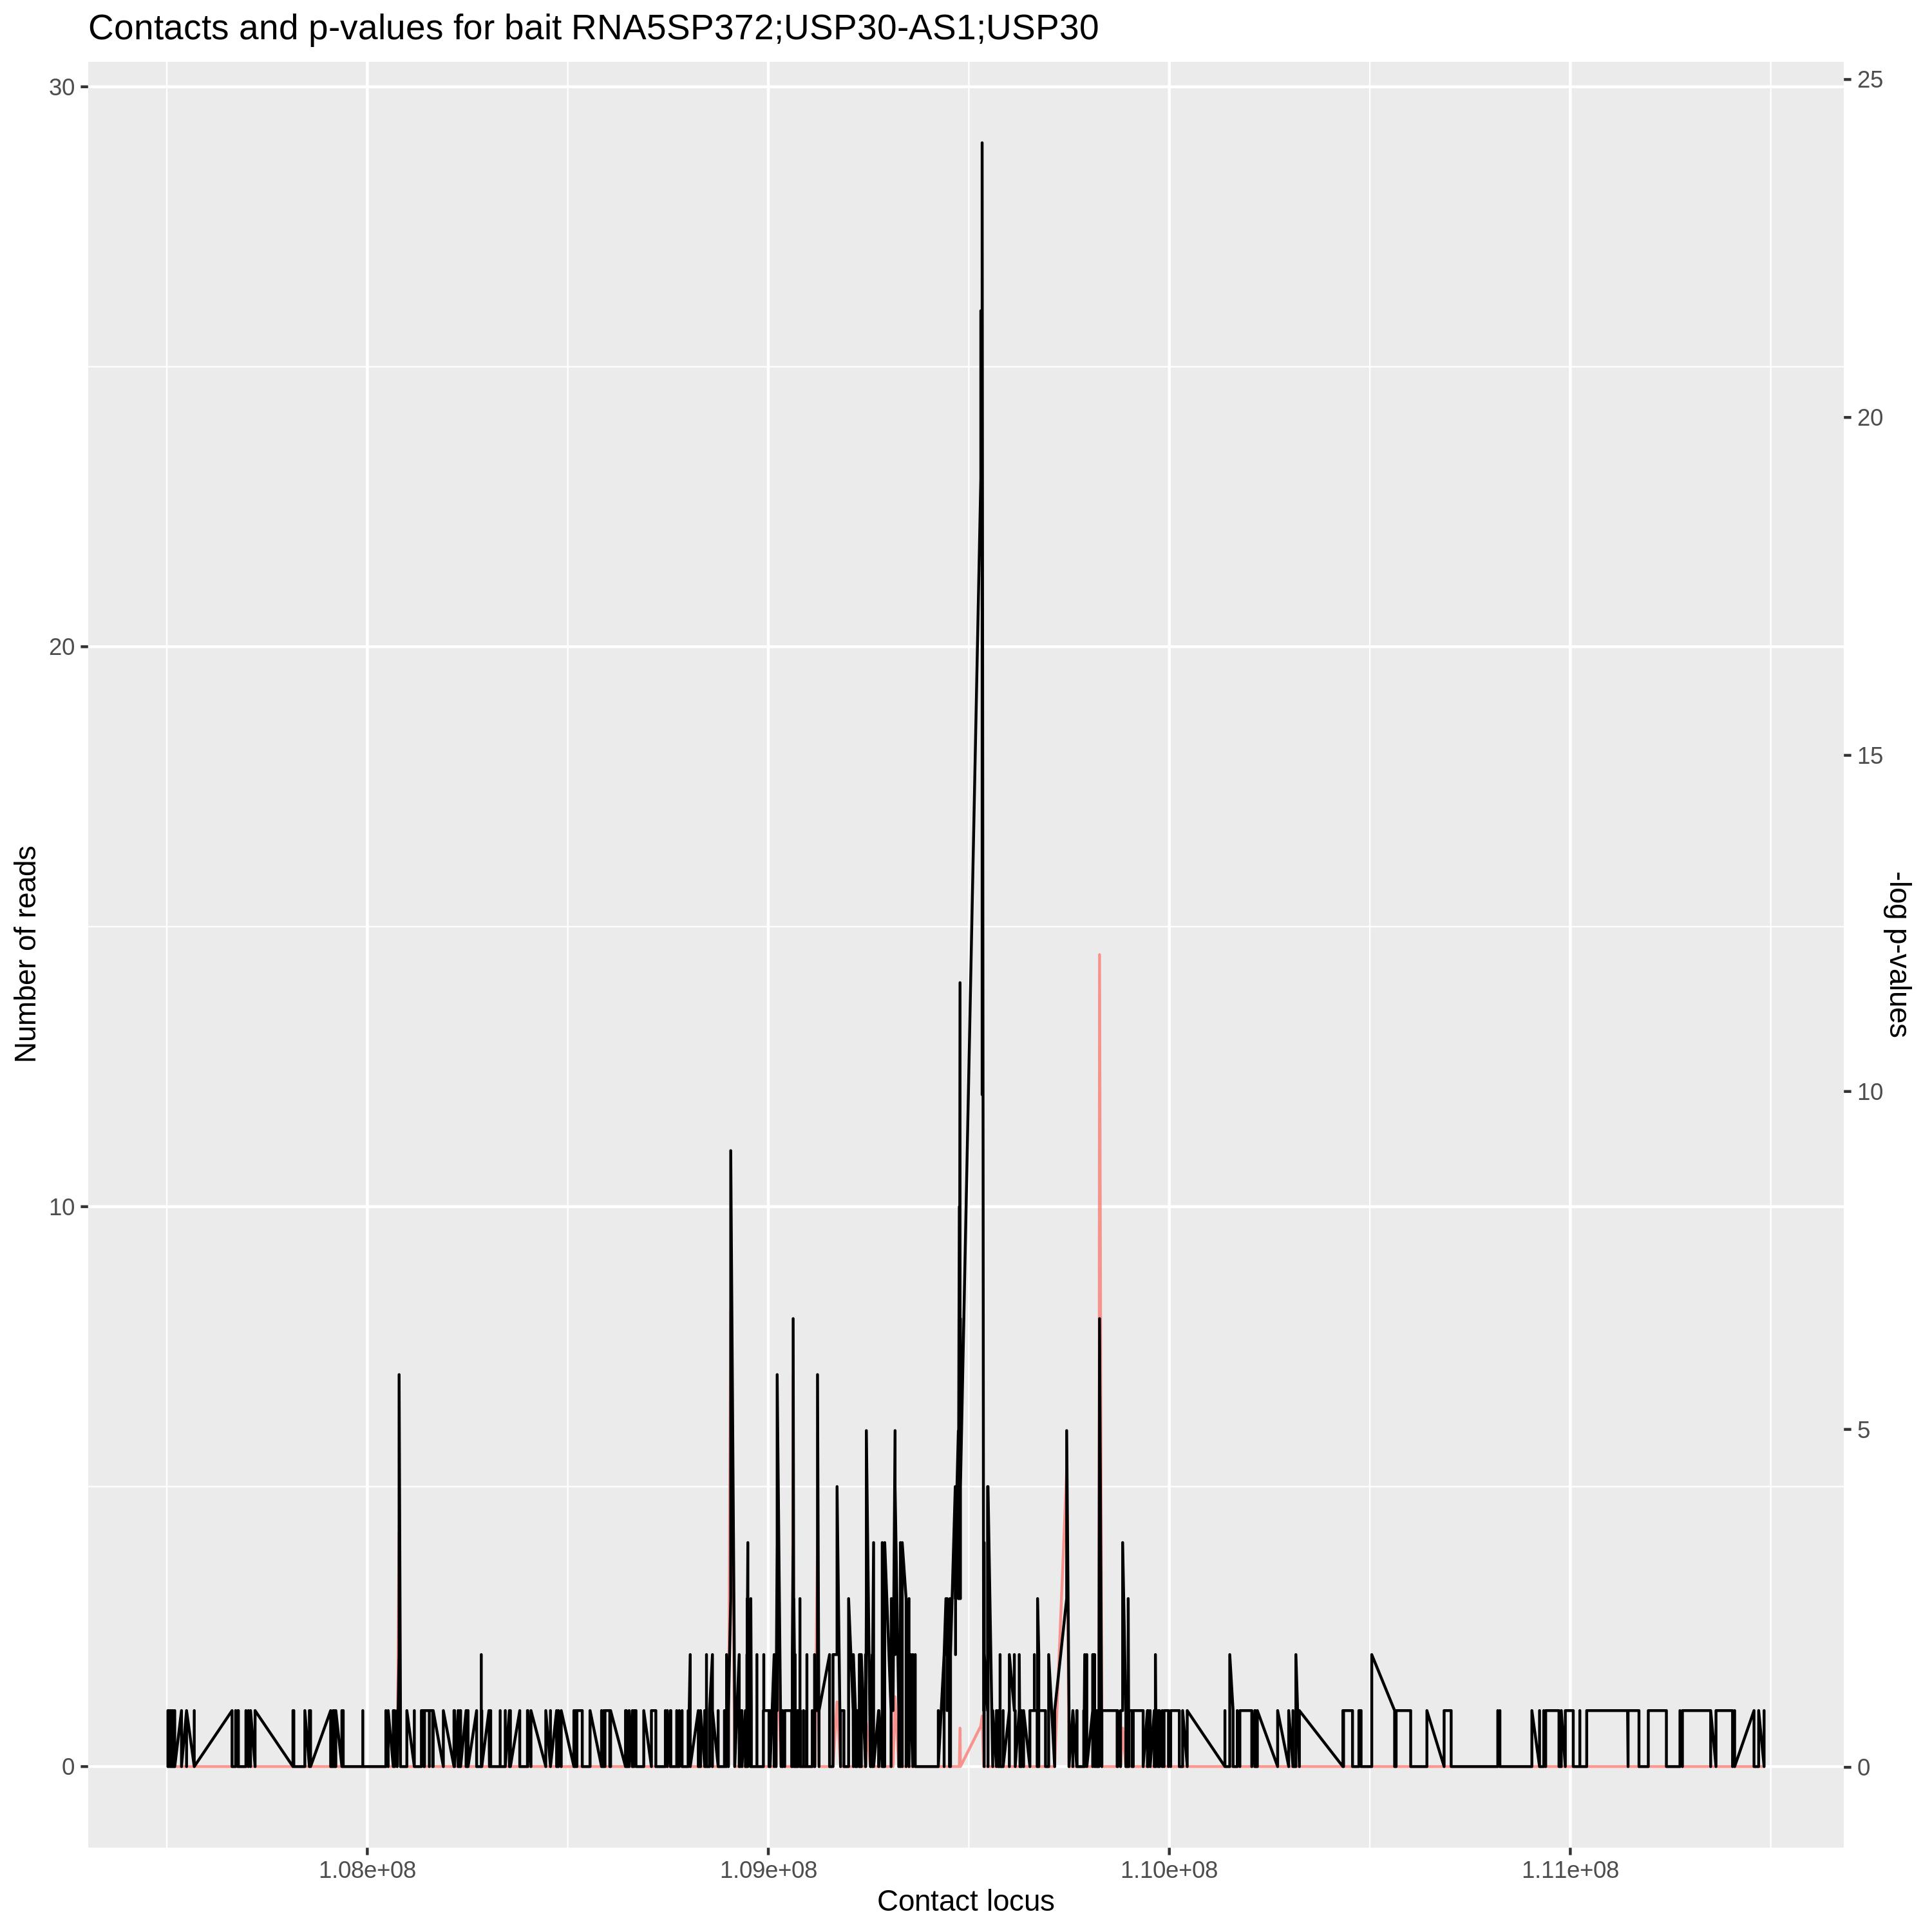 Contacts and p-values for bait RNA5SP372;USP30-AS1;USP30
30
20
10
0
Number of reads
25
20
15
10
5
0
-log p-values
1.08e+08
1.09e+08
1.10e+08
1.11e+08
Contact locus